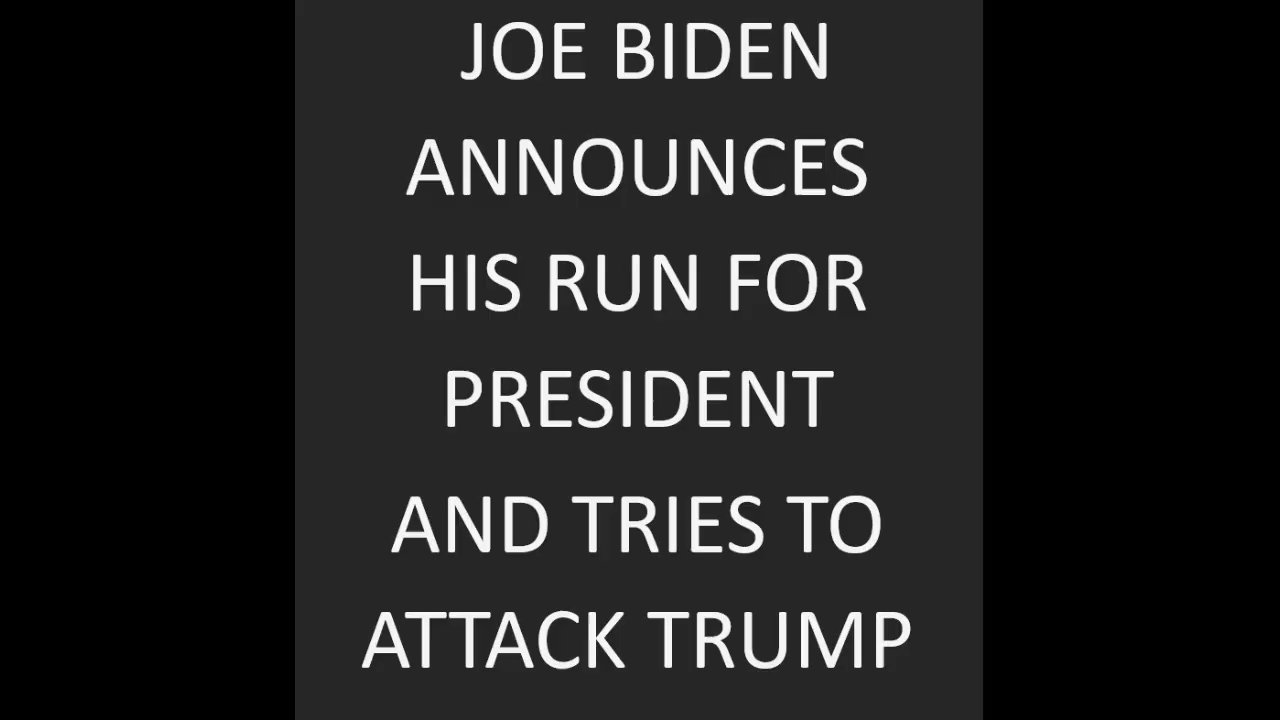 JOE BIDEN
ANNOUNCES
HIS RUN FOR
PRESIDENT
AND TRIES TO
ATTACK TRUMP